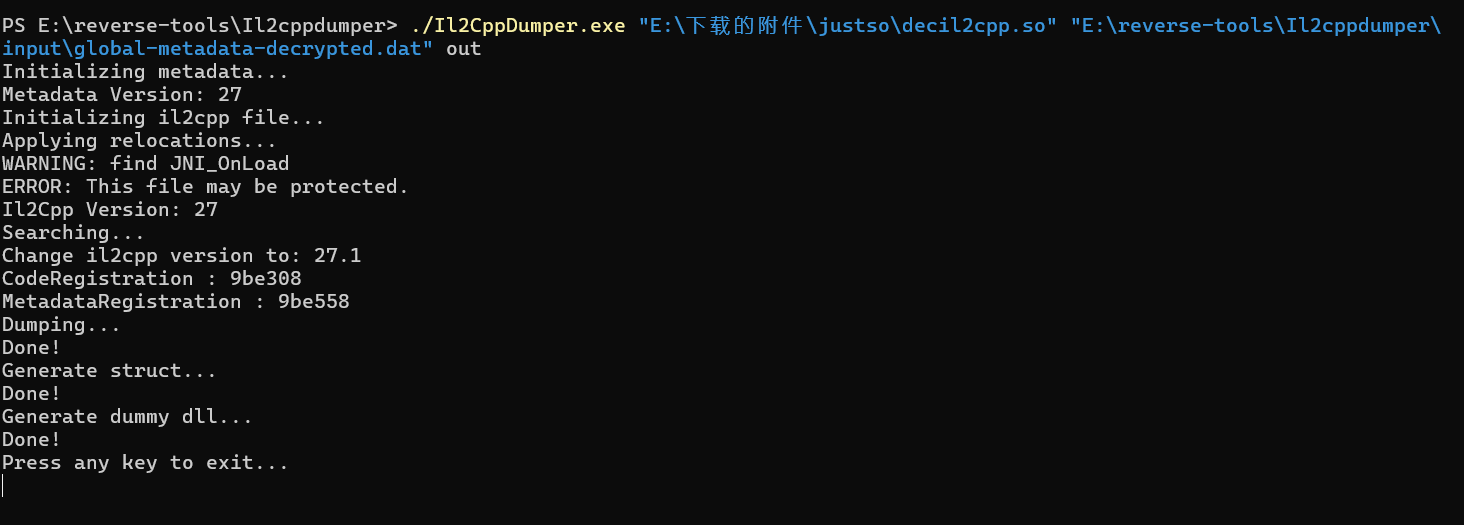 PS E:\reverse-tools\Il2cppdumper> ./Il2CppDumper.exe "E:\下载的附件\justso\decil2cpp.so" "E:\reverse-tools\Il2cppdumper\
input\global-metadata-decrypted.dat" out
Initializing metadata...
Metadata Version: 27
Initializing il2cpp file...
Applying relocations...
WARNING: find JNI_OnLoad
ERROR: This file may be protected.
Il2Cpp Version: 27
Searching...
Change il2cpp version to: 27.1
CodeRegistration : 9be308
MetadataRegistration : 9be558
Dumping...
Done!
Generate struct...
Done!
Generate dummy dll...
Done!
Press any key to exit...